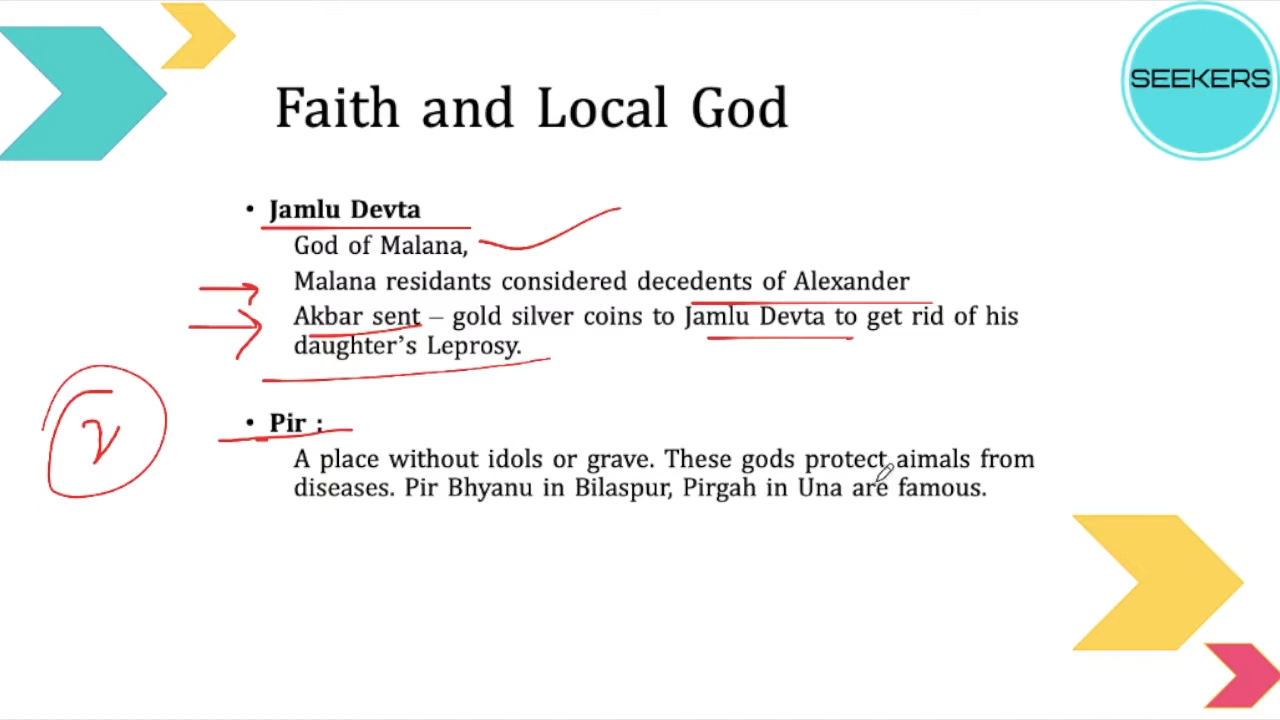 SEEKERS
Faith and Local God
• Jamlu Devta
God of Malana,
Malana residants considered decedents of Alexander
Akbar sent – gold silver coins to Jamlu Devta to get rid of his
daughter's Leprosy.
• Pir :
A place without idols or grave. These gods protect aimals from
diseases. Pir Bhyanu in Bilaspur, Pirgah in Una are famous.